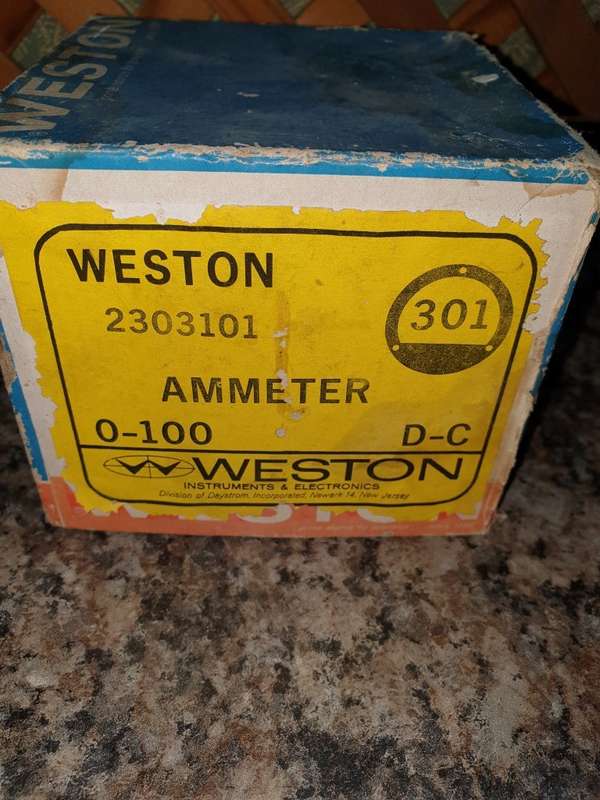 WESTON
WESTON
2303101
301
AMMETER
0-100 D-C
WESTON
INSTRUMENTS & ELECTRONICS
Division of Daystrom, Incorporated, Newark 14, New Jersey